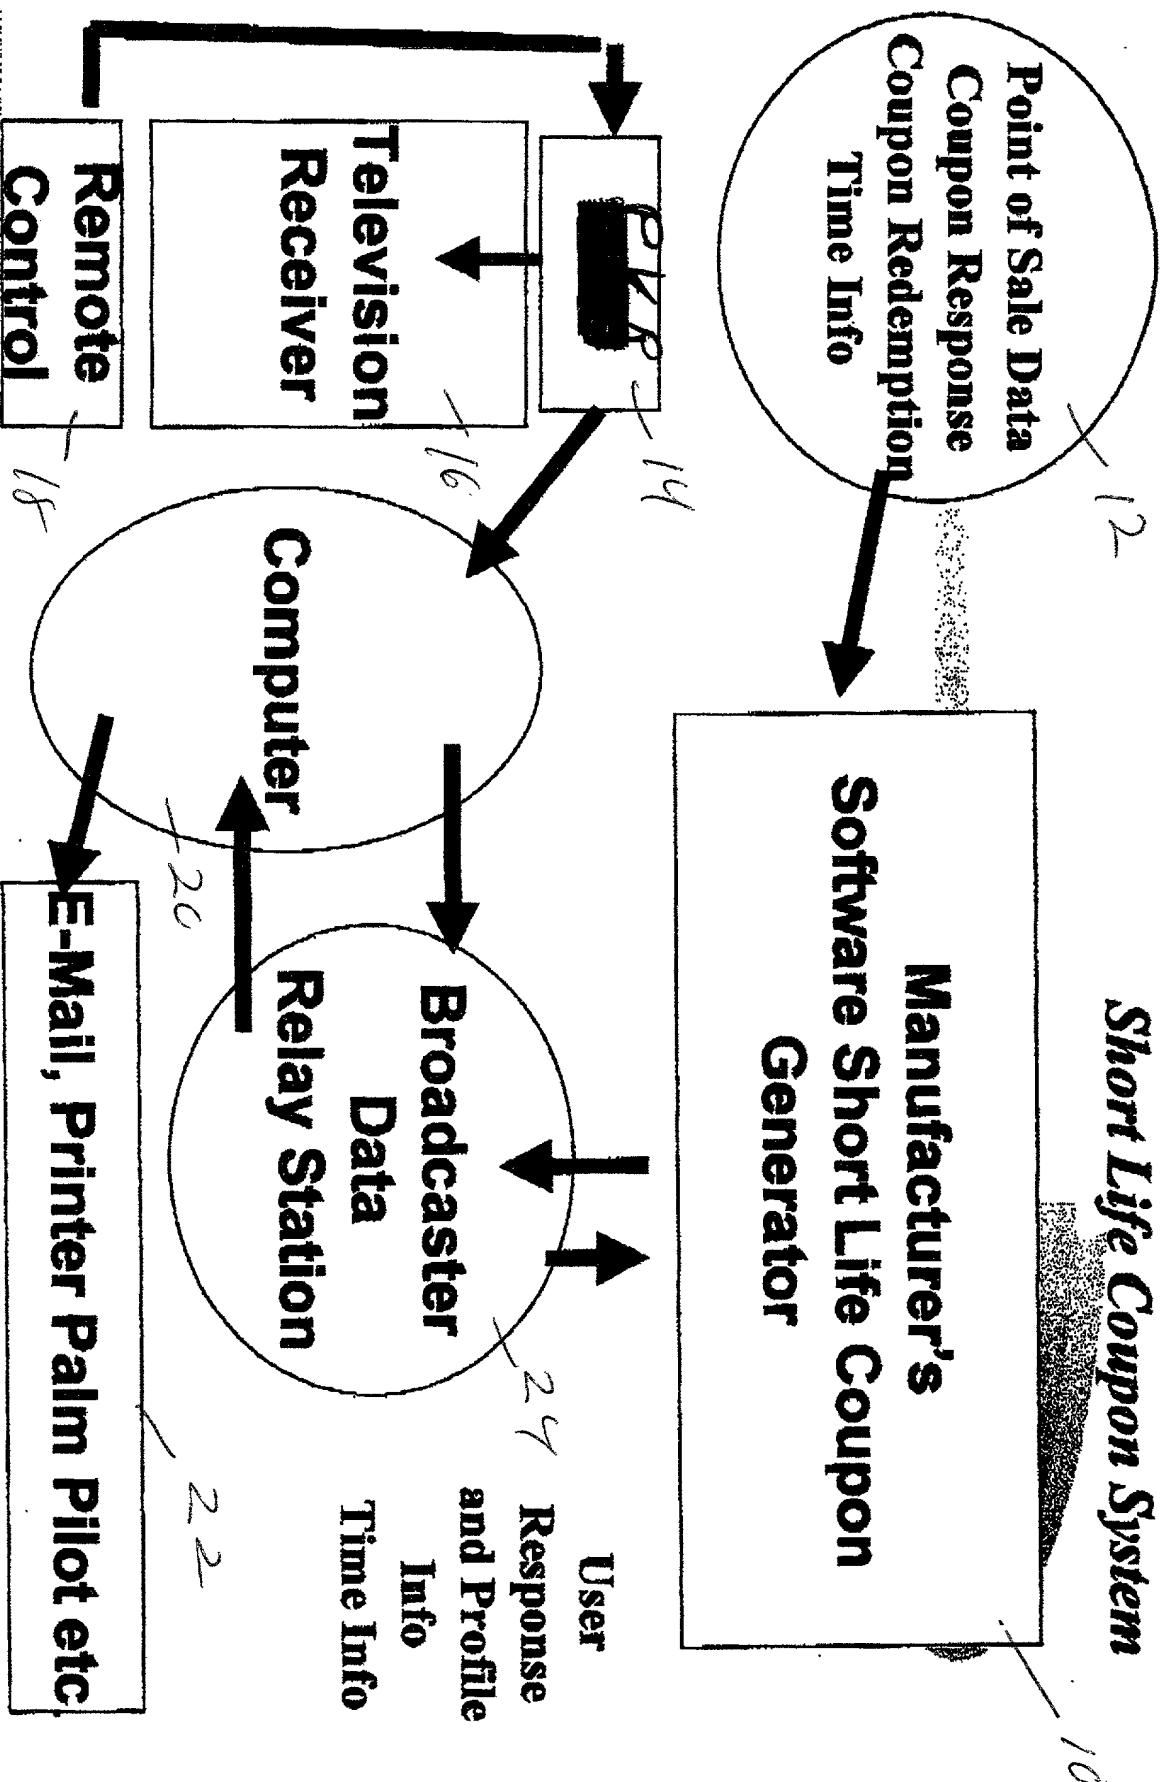 Short Life Coupon System
10
Point of Sale Data
Coupon Response
Coupon Redemption
Time Info
12
Manufacturer's
Software Short Life Coupon
Generator
PVR
14
Television
Receiver
16
Remote
Control
18
Computer
20
Broadcaster
Data
Relay Station
24
User
Response
and Profile
Info
Time Info
E-Mail, Printer Palm Pilot etc.
22